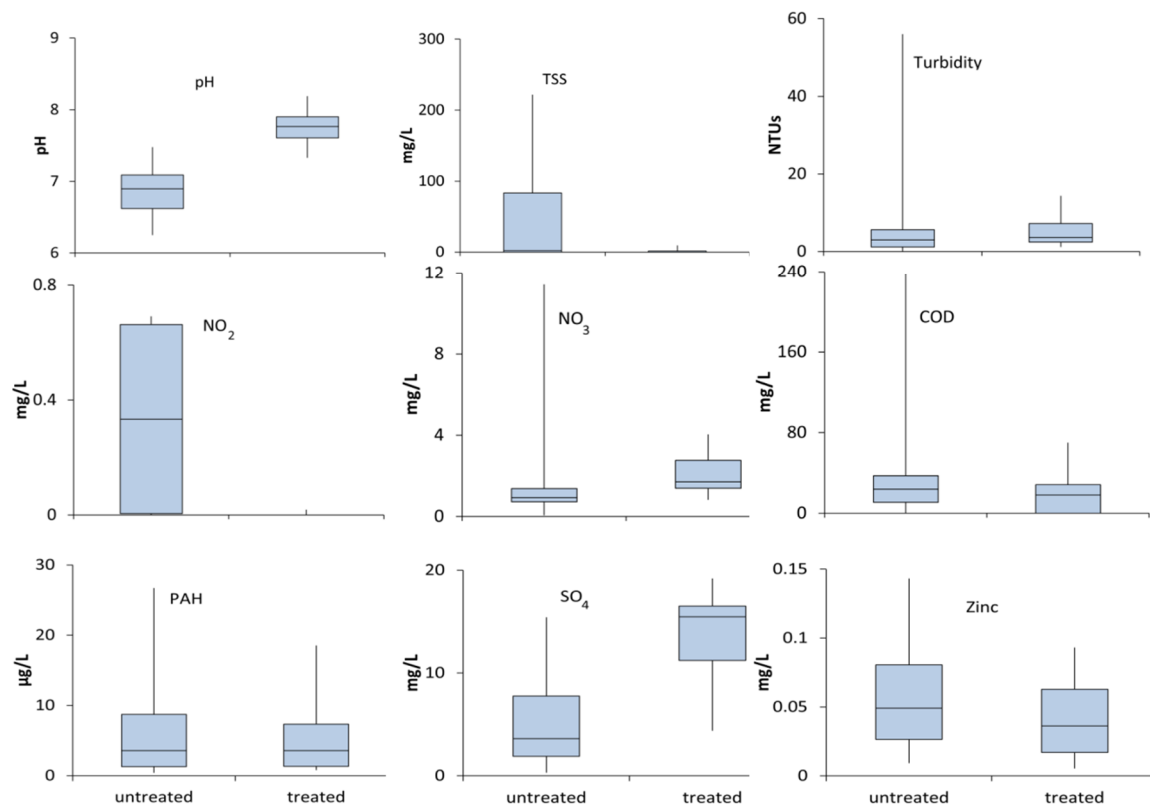 pH
pH
9
8
7
6
TSS
mg/L
300
200
100
0
Turbidity
NTUs
60
40
20
0
NO2
mg/L
0.8
0.4
0
NO3
mg/L
12
8
4
0
COD
mg/L
240
160
80
0
PAH
µg/L
30
20
10
0
untreated treated
SO4
mg/L
20
10
0
untreated treated
Zinc
mg/L
0.15
0.1
0.05
0
untreated treated